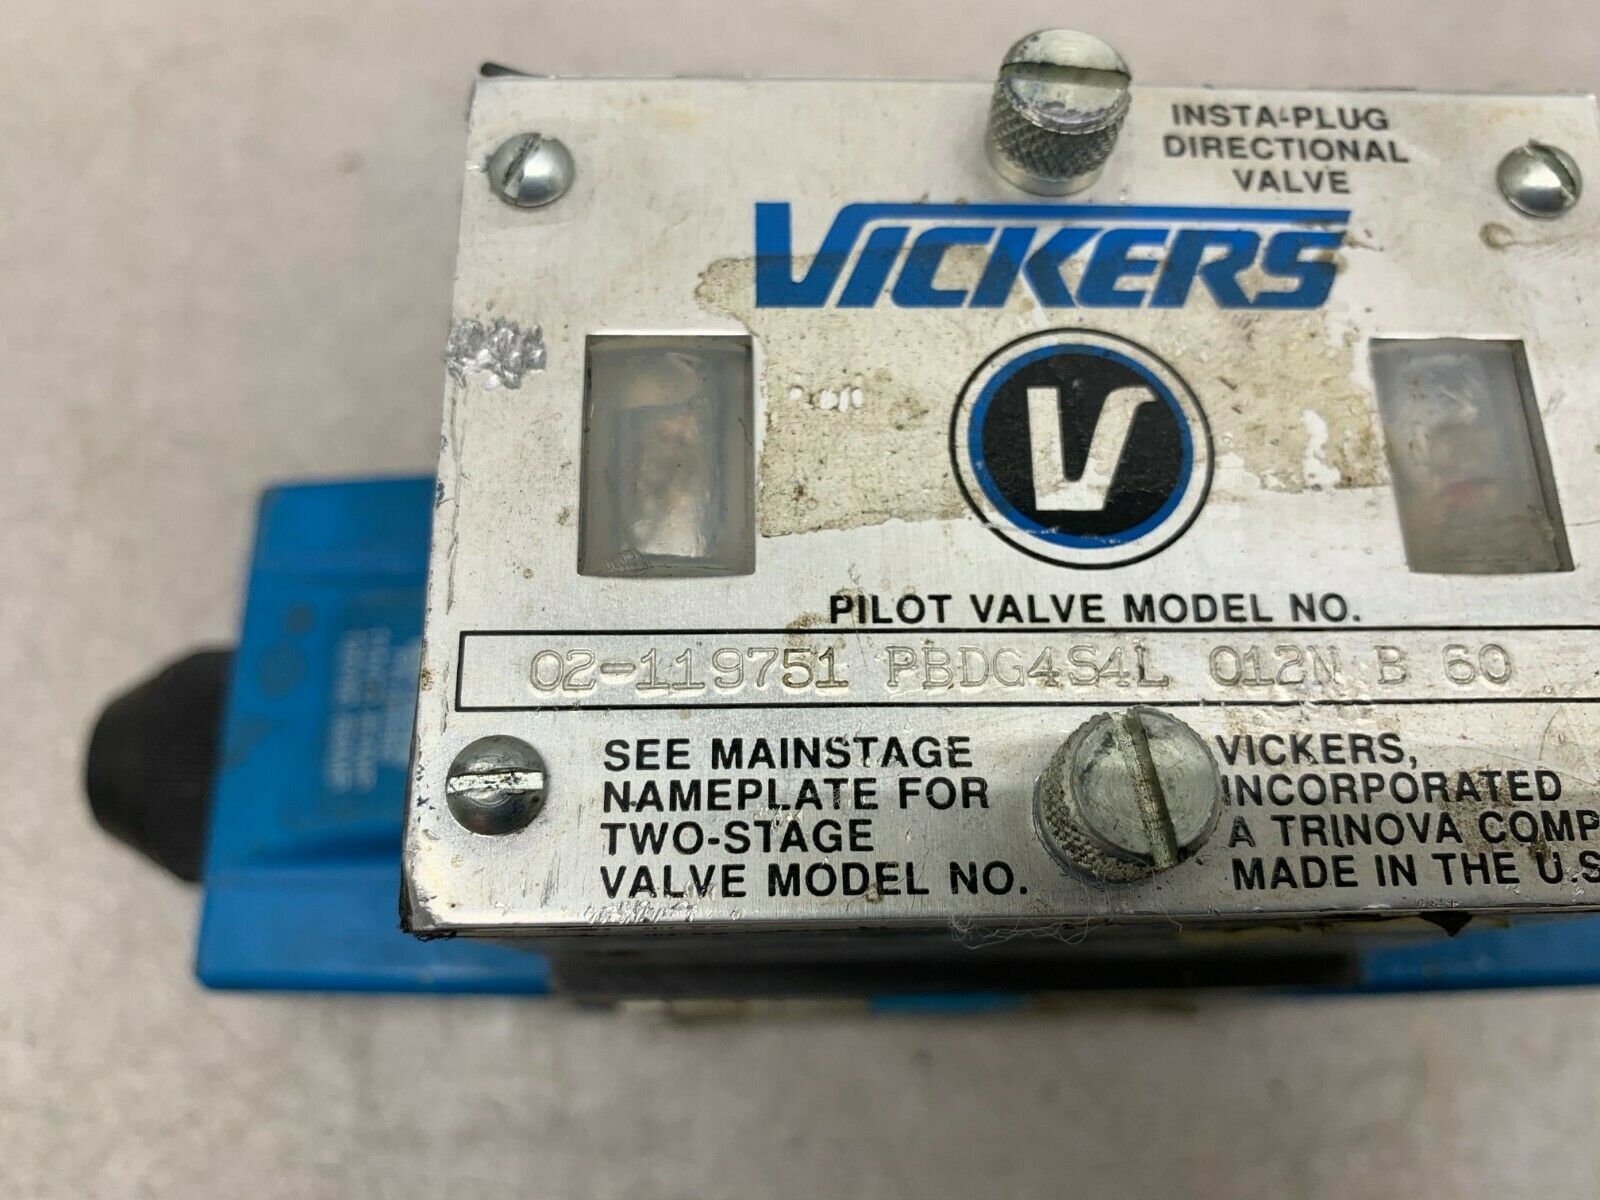 INSTA-PLUG
DIRECTIONAL
VALVE
VICKERS
V
PILOT VALVE MODEL NO.
02-119751 PBDG4S4L 012N B 60
SEE MAINSTAGE
NAMEPLATE FOR
TWO-STAGE
VALVE MODEL NO.
VICKERS,
INCORPORATED
A TRINOVA COMP
MADE IN THE U.S